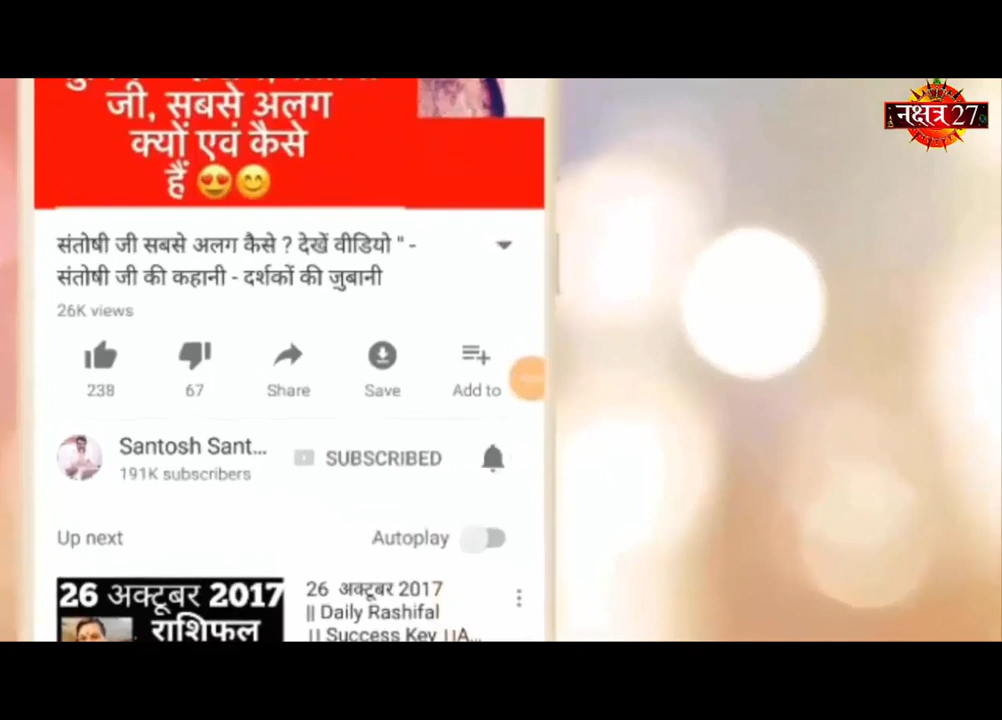 जी, सबसे अलग
क्यों एवं कैसे
हैं 😍😊
नक्षत्र 27
संतोषी जी सबसे अलग कैसे ? देखें वीडियो " -
संतोषी जी की कहानी - दर्शकों की जुबानी
26K views
238
67
Share
Save
Add to
Santosh Sant...
191K subscribers
SUBSCRIBED
Up next
Autoplay
26 अक्टूबर 2017
राशिफल
26 अक्टूबर 2017
|| Daily Rashifal
|| Success Key ||A...